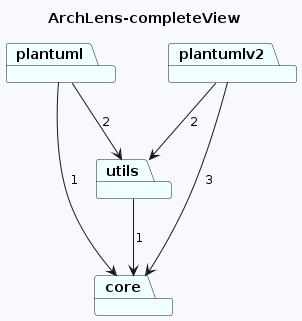 ArchLens-completeView
plantuml
plantumlv2
2
2
utils
1
3
1
core